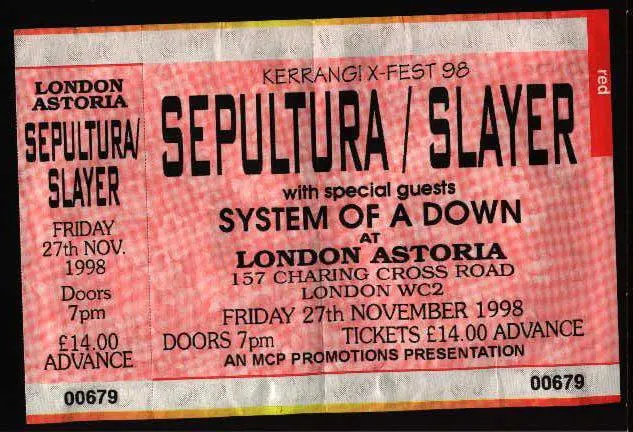 LONDON
ASTORIA
SEPULTURA/
SLAYER
FRIDAY
27th NOV.
1998
Doors
7pm
£14.00
ADVANCE
00679
KERRANG! X-FEST 98
SEPULTURA / SLAYER
with special guests
SYSTEM OF A DOWN
AT
LONDON ASTORIA
157 CHARING CROSS ROAD
LONDON WC2
FRIDAY 27th NOVEMBER 1998
DOORS 7pm TICKETS £14.00 ADVANCE
AN MCP PROMOTIONS PRESENTATION
00679
red